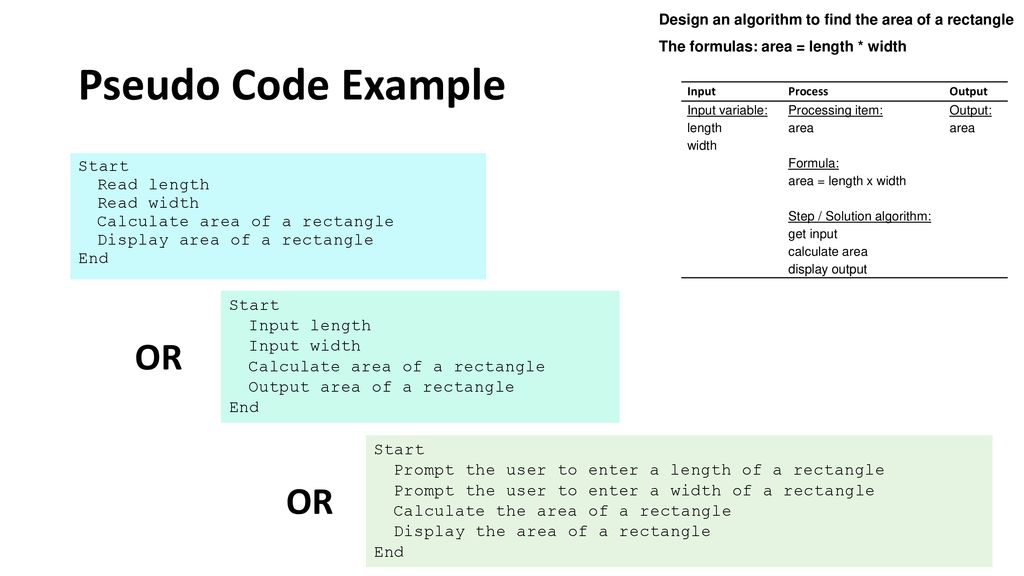 Design an algorithm to find the area of a rectangle
The formulas: area = length * width
Pseudo Code Example
Input Process Output
Input variable: Processing item: Output:
length area area
width
Formula:
area = length x width
Step / Solution algorithm:
get input
calculate area
display output
Start
Read length
Read width
Calculate area of a rectangle
Display area of a rectangle
End
OR
Start
Input length
Input width
Calculate area of a rectangle
Output area of a rectangle
End
OR
Start
Prompt the user to enter a length of a rectangle
Prompt the user to enter a width of a rectangle
Calculate the area of a rectangle
Display the area of a rectangle
End